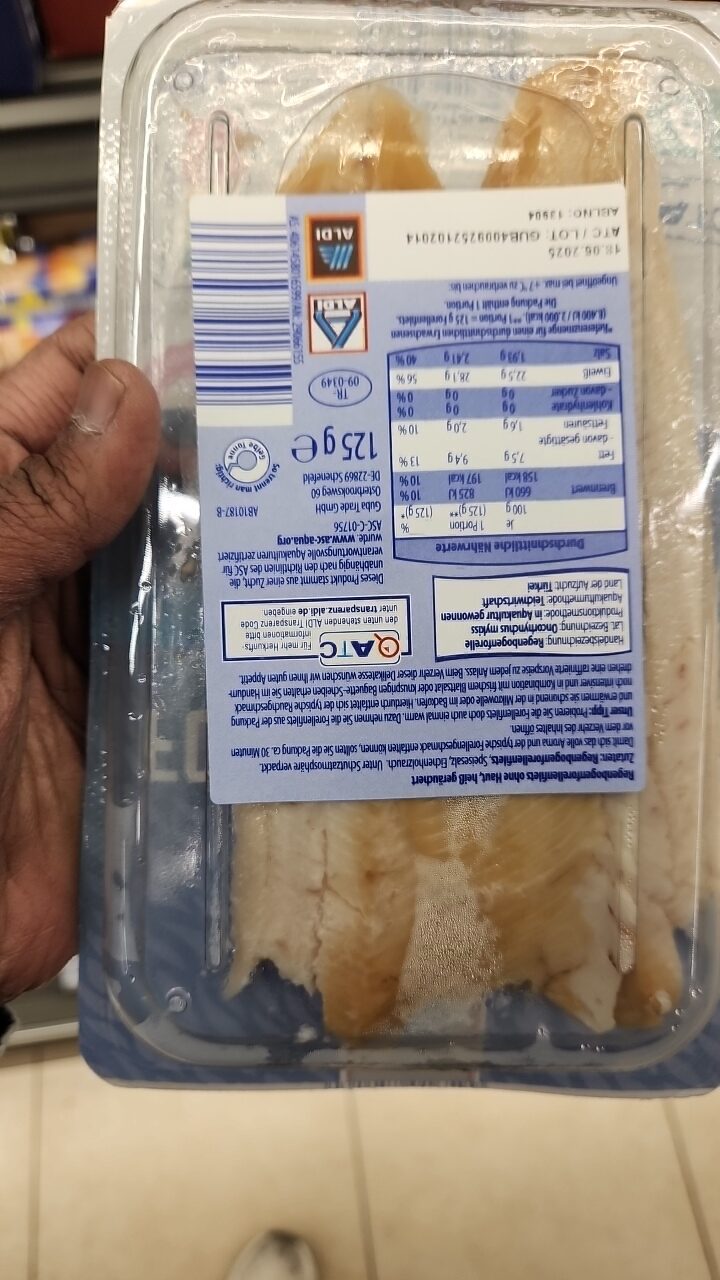 Regenbogenforellenfilets ohne Haut, heiß geräuchert
Zutaten: Regenbogenforellenfilets, Speisesalz, Eichenholzrauch. Unter Schutzatmosphäre verpackt.
Damit sich das volle Aroma und der typische Forellengeschmack entfalten können, sollten Sie die Packung ca. 30 Minuten
vor dem Verzehr des Inhaltes öffnen.
Unser Tipp: Probieren Sie die Forellenfilets doch auch einmal warm. Dazu nehmen Sie die Forellenfilets aus der Packung
und erwärmen sie schonend in der Mikrowelle oder im Backofen. Hierdurch entfaltet sich der typische Rauchgeschmack
noch intensiver und in Kombination mit frischem Blattsalat oder knusprigen Baguette-Scheiben erhalten Sie im Handum-
drehen eine raffinierte Vorspeise zu jedem Anlass. Beim Verzehr dieser Delikatesse wünschen wir Ihnen guten Appetit.
Handelsbezeichnung: Regenbogenforelle
Lat. Bezeichnung: Oncorhynchus mykiss
Produktionsmethode: in Aquakultur gewonnen
Aquakulturmethode: Teichwirtschaft
Land der Aufzucht: Türkei
ATC
Für mehr Herkunfts-
informationen bitte
den unten stehenden ALDI Transparenz Code
unter transparenz.aldi.de eingeben
Durchschnittliche Nährwerte
Je 100 g 1 Portion (125 g)** % (125 g)*
Brennwert 660 kJ 825 kJ 10 %
158 kcal 197 kcal 10 %
Fett 7,5 g 9,4 g 13 %
- davon gesättigte
Fettsäuren 1,6 g 2,0 g 10 %
Kohlenhydrate 0 g 0 g 0 %
- davon Zucker 0 g 0 g 0 %
Eiweiß 22,5 g 28,1 g 56 %
Salz 1,93 g 2,41 g 40 %
*Referenzmenge für einen durchschnittlichen Erwachsenen
(8.400 kJ / 2.000 kcal). **1 Portion = 125 g Forellenfilets.
Die Packung enthält 1 Portion.
Ungeöffnet bei max. +7 °C zu verbrauchen bis:
18.06.2025
ATC / LOT: GUB4009252102014
ABLNO: 13904
Dieses Produkt stammt aus einer Zucht, die
unabhängig nach den Richtlinien des ASC für
verantwortungsvolle Aquakulturen zertifiziert
wurde. www.asc-aqua.org
ASC-C-01756
Guba Trade GmbH
Osterbrooksweg 60
DE-22869 Schenefeld
AB10187-B
So trennt man richtig:
Gelbe Tonne
125 g e
TR-
09-0349
ALDI
ALDI